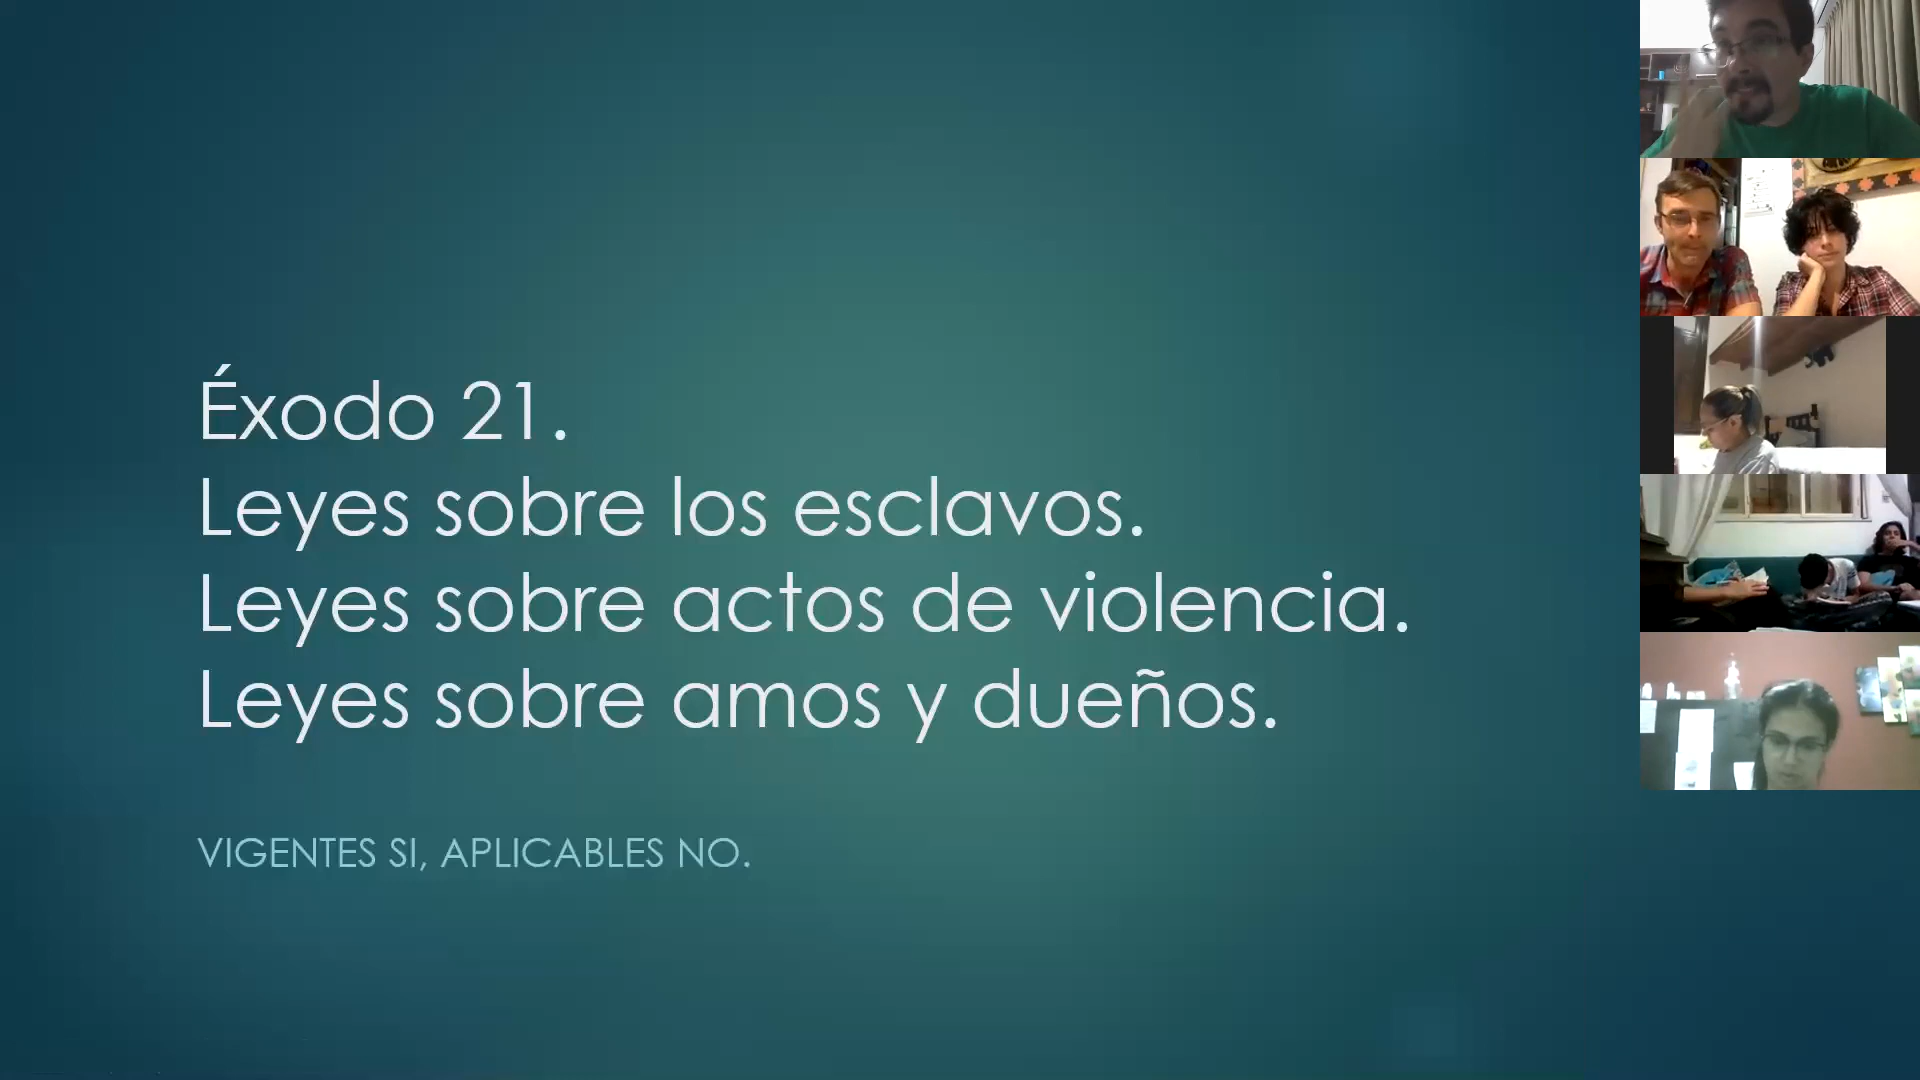 Éxodo 21.
Leyes sobre los esclavos.
Leyes sobre actos de violencia.
Leyes sobre amos y dueños.
VIGENTES SI, APLICABLES NO.